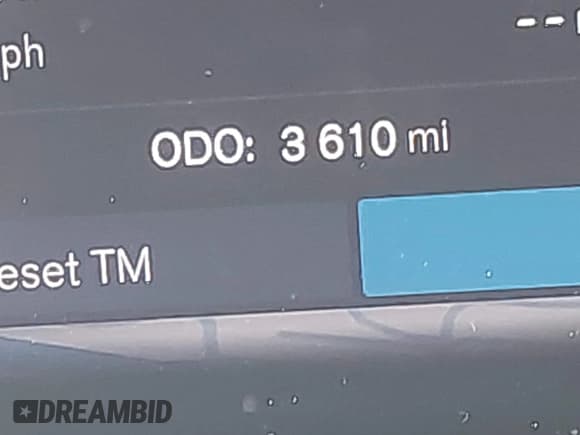 ph
--
ODO: 3 610 mi
eset TM
DREAMBID